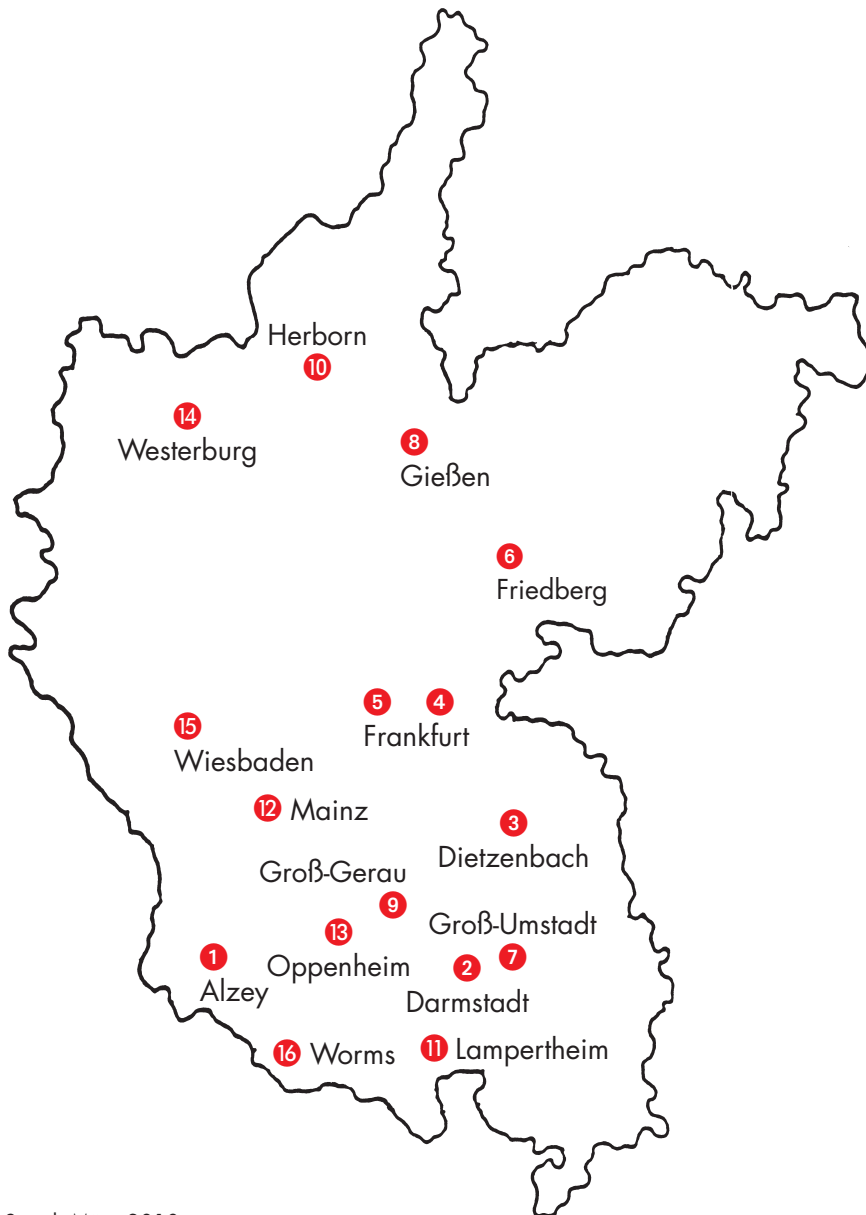 Herborn
10
14
Westerburg
8
Gießen
6
Friedberg
5 4
Frankfurt
15
Wiesbaden
12 Mainz
3
Dietzenbach
Groß-Gerau
9
Groß-Umstadt
13
Oppenheim
7
2
Darmstadt
1
Alzey
11 Lampertheim
16 Worms